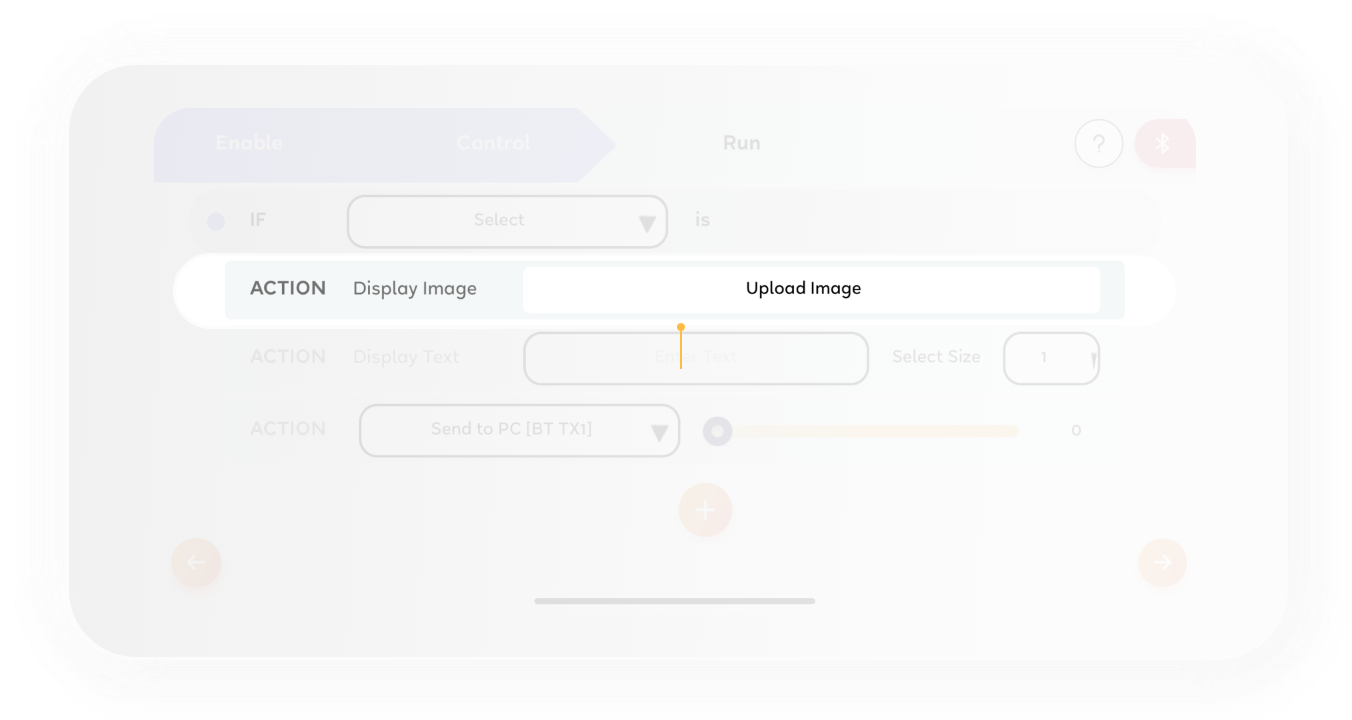 Enable Control Run ?
IF Select is
ACTION Display Image Upload Image
ACTION Display Text Enter Text Select Size 1
ACTION Send to PC [BT TX1] 0